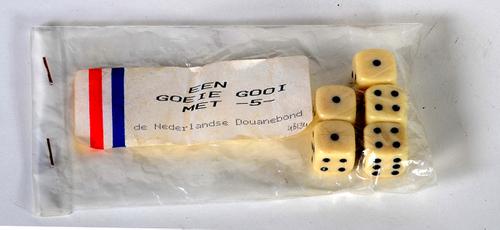 EEN
GOEIE GOOI
MET -5-
de Nederlandse Douanebond